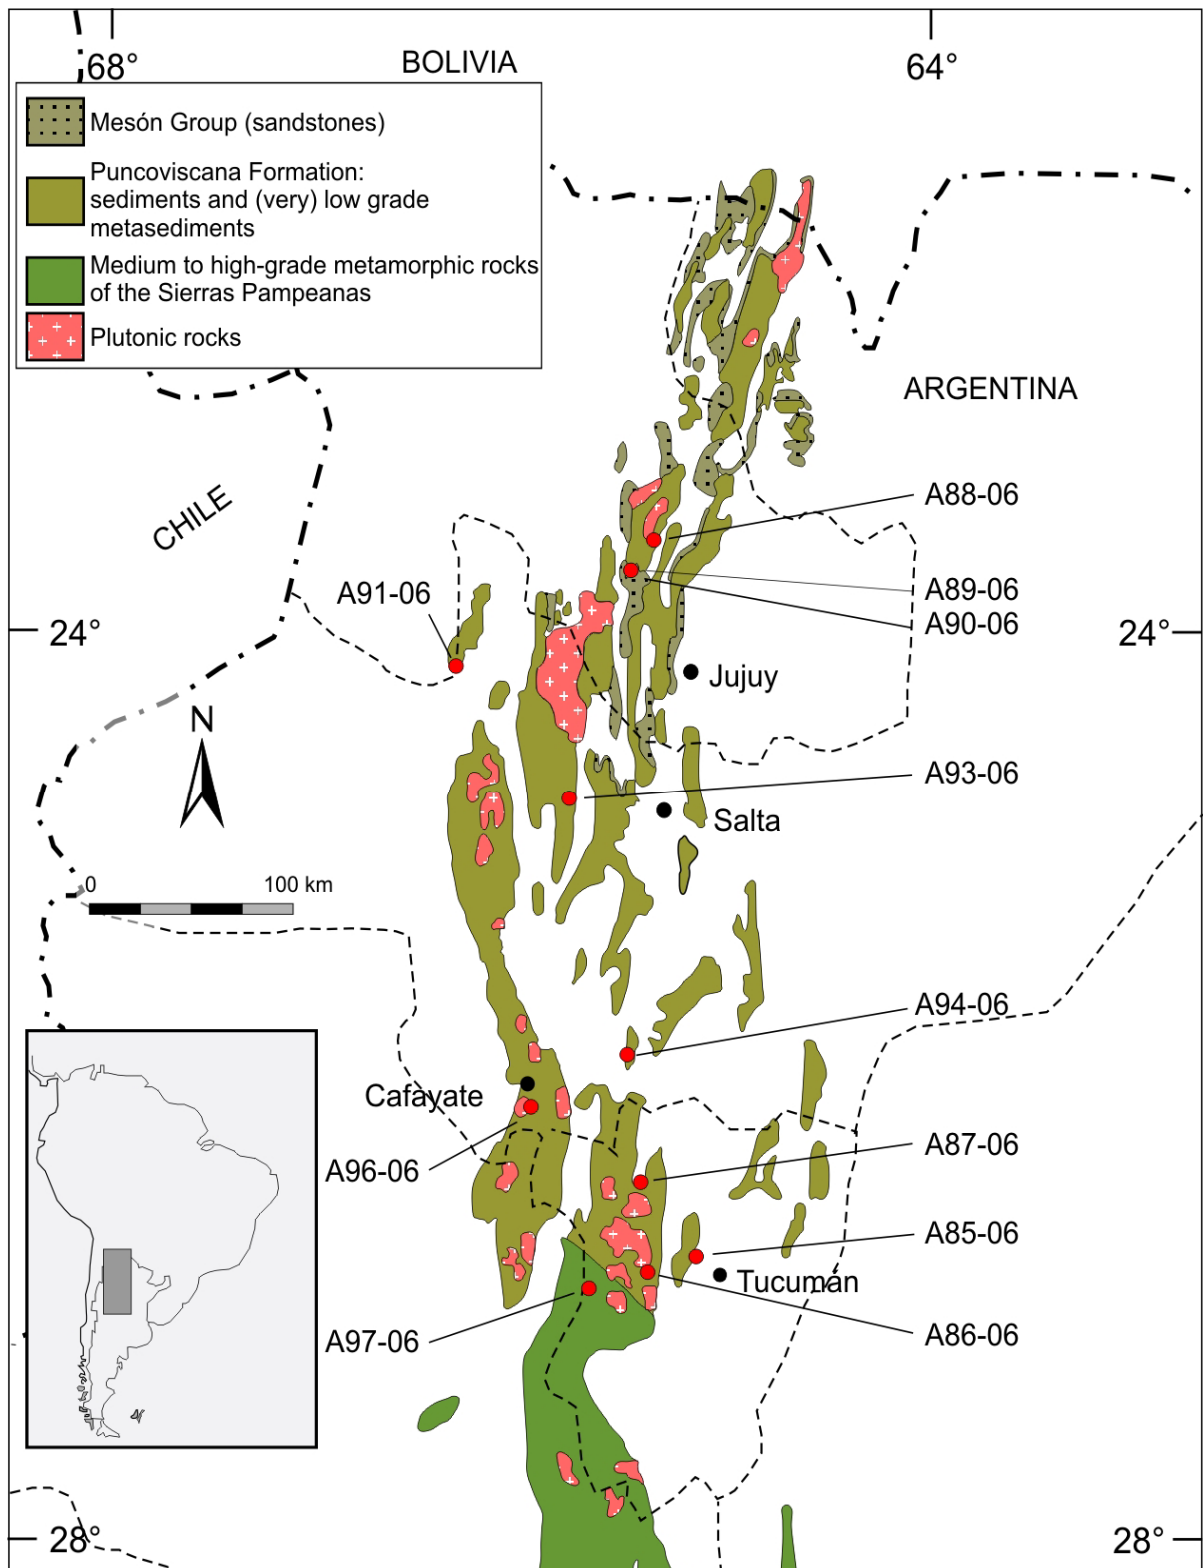 68°
BOLIVIA
64°
Mesón Group (sandstones)
Puncoviscana Formation:
sediments and (very) low grade
metasediments
Medium to high-grade metamorphic rocks
of the Sierras Pampeanas
Plutonic rocks
ARGENTINA
CHILE
A88-06
A91-06
A89-06
A90-06
24°
24°
Jujuy
N
A93-06
Salta
0
100 km
A94-06
Cafayate
A87-06
A96-06
A85-06
Tucumán
A86-06
A97-06
28°
28°